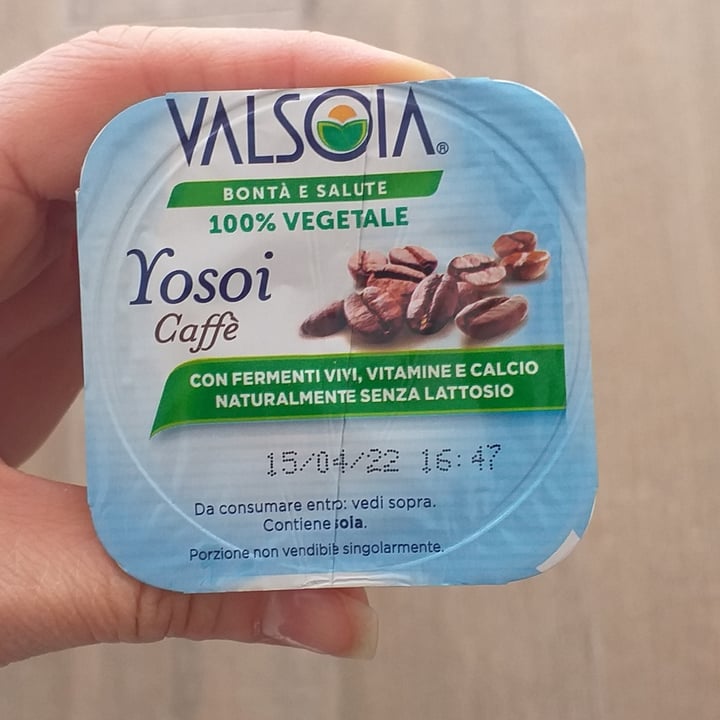 VALSOIA®
BONTÀ E SALUTE
100% VEGETALE
Yosoi
Caffè
CON FERMENTI VIVI, VITAMINE E CALCIO
NATURALMENTE SENZA LATTOSIO
15/04/22 16:47
Da consumare entro: vedi sopra.
Contiene soia.
Porzione non vendibile singolarmente.